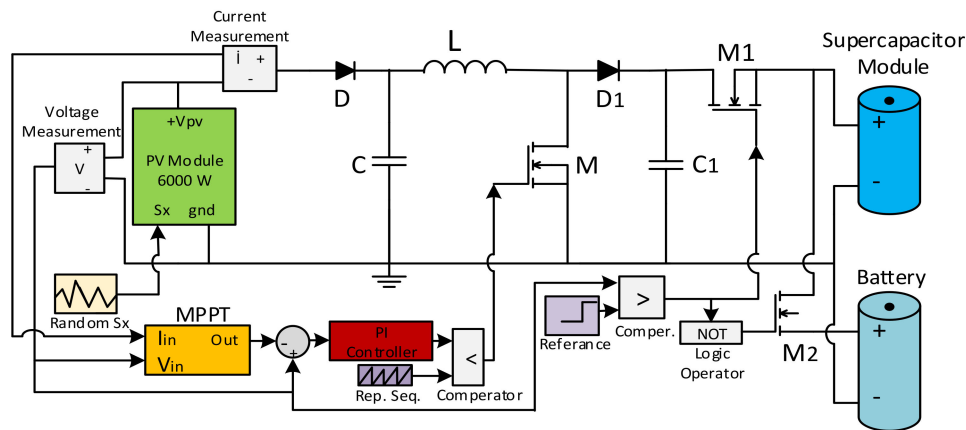 Current
Measurement
i
+
-
L
M1
Supercapacitor
Module
D
D1
Voltage
Measurement
+
V
-
+Vpv
PV Module
6000 W
Sx gnd
C
M
C1
+
-
Random Sx
MPPT
Iin Out
Vin
-
+
PI
Controller
Rep. Seq.
<
Comperator
Referance
>
Comper.
NOT
Logic
Operator
M2
Battery
+
-